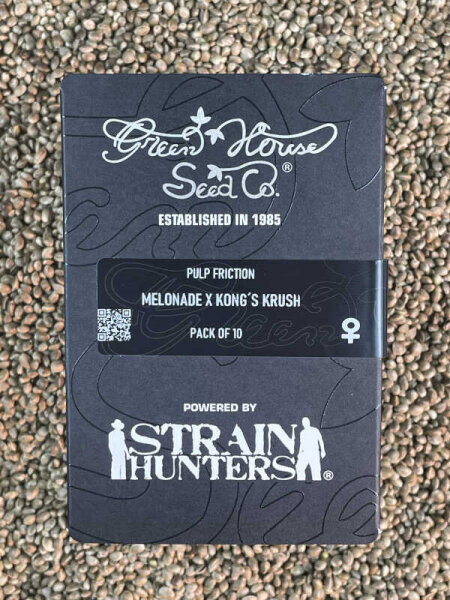 Green House
Seed Co.®
ESTABLISHED IN 1985
PULP FRICTION
MELONADE X KONG´S KRUSH
PACK OF 10
POWERED BY
STRAIN
HUNTERS®